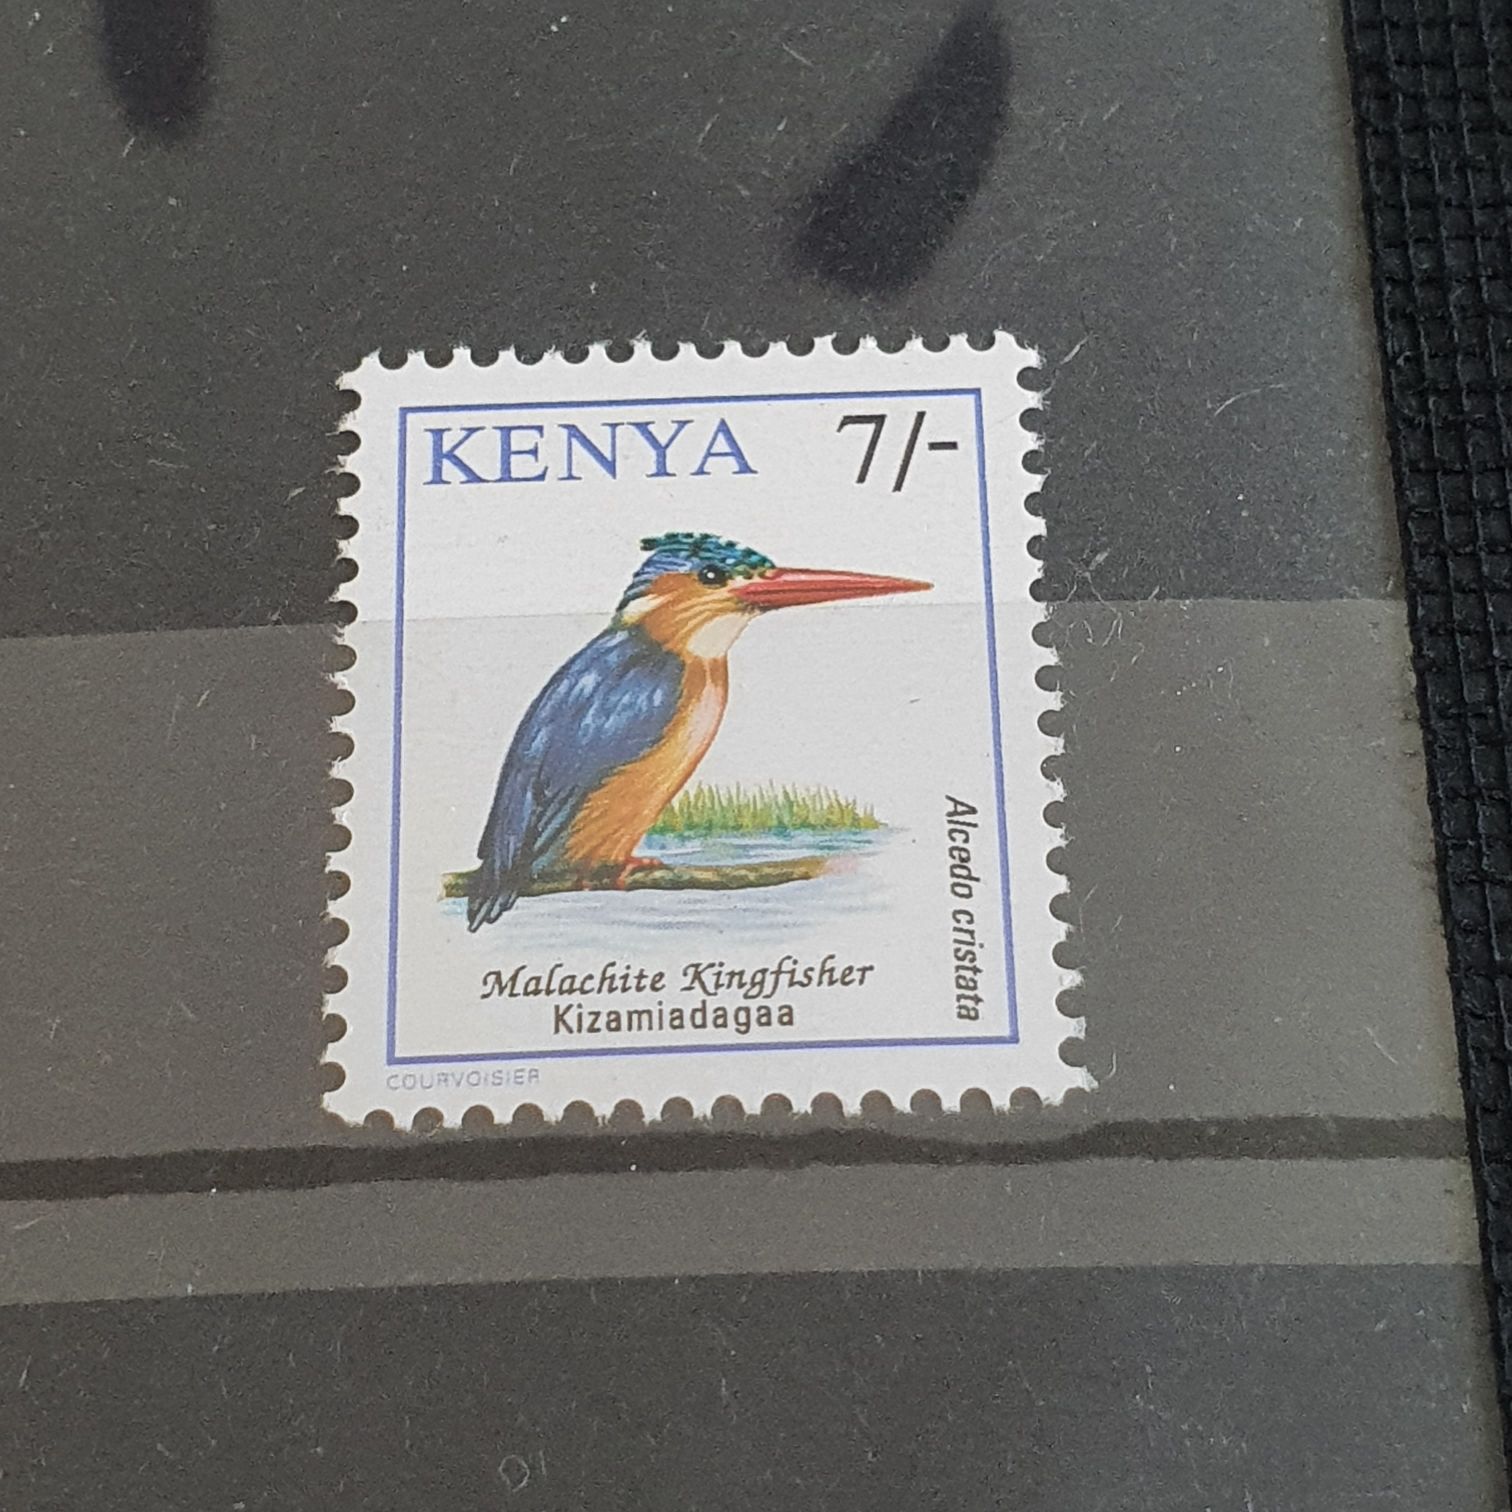 KENYA 7/-
Alcedo cristata
Malachite Kingfisher
Kizamiadagaa
COURVOISIER